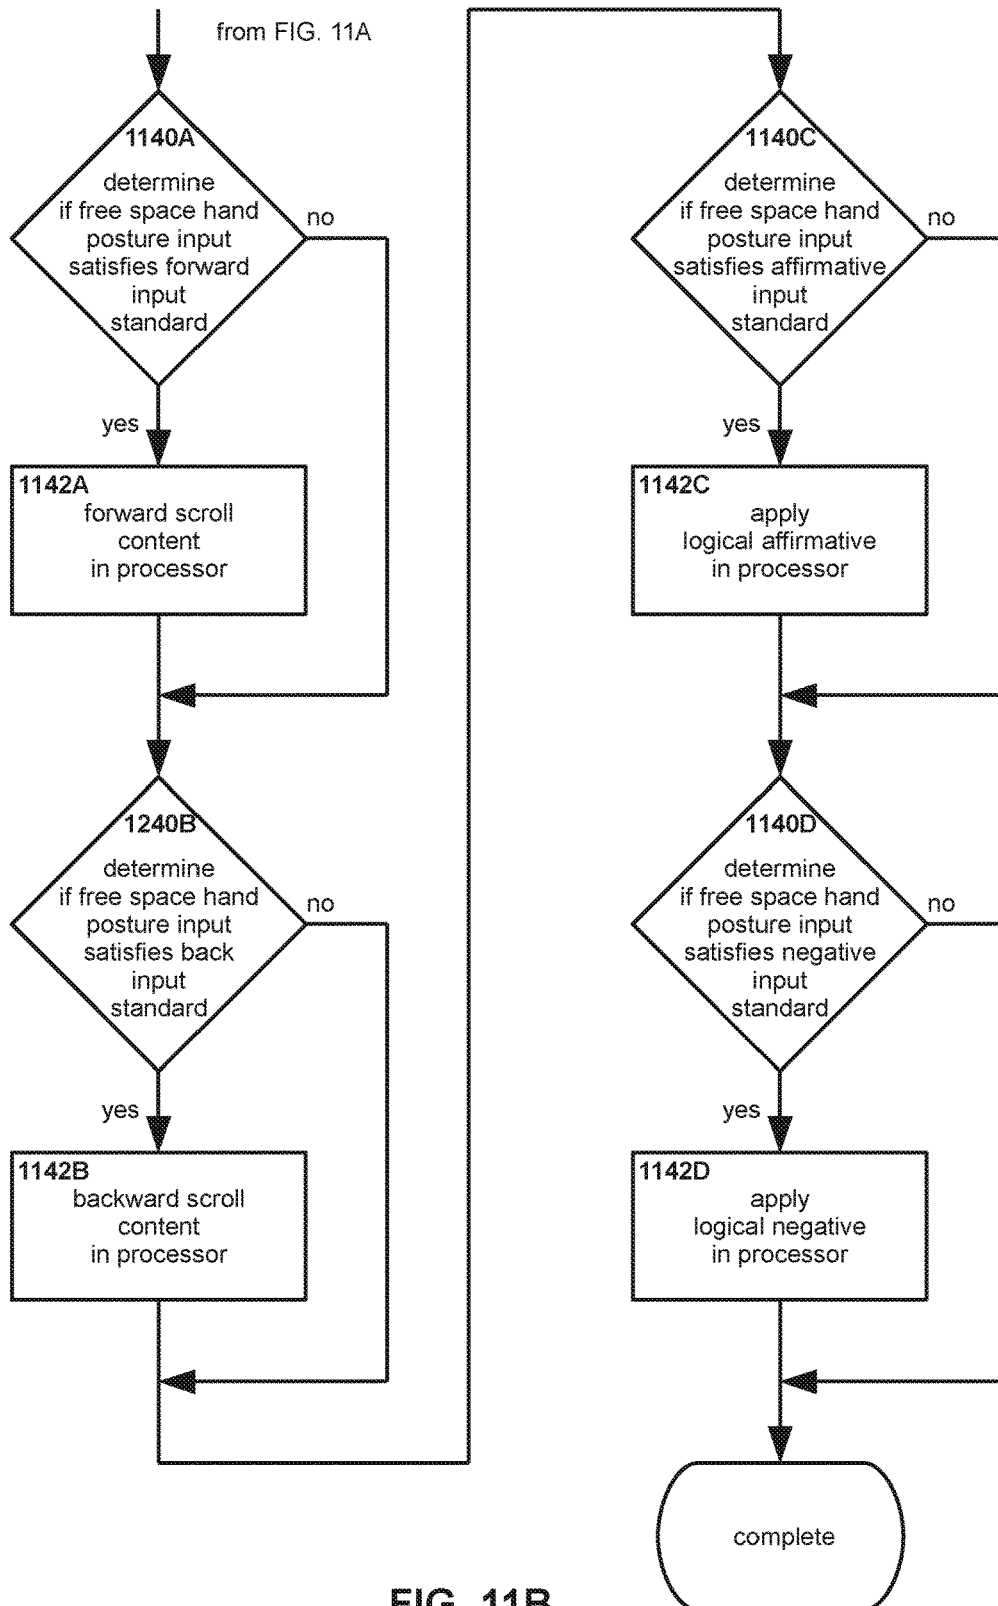 from FIG. 11A
1140A
determine
if free space hand
posture input
satisfies forward
input
standard
no
yes
1142A
forward scroll
content
in processor
1240B
determine
if free space hand
posture input
satisfies back
input
standard
no
yes
1142B
backward scroll
content
in processor
1140C
determine
if free space hand
posture input
satisfies affirmative
input
standard
no
yes
1142C
apply
logical affirmative
in processor
1140D
determine
if free space hand
posture input
satisfies negative
input
standard
no
yes
1142D
apply
logical negative
in processor
complete
FIG. 11B